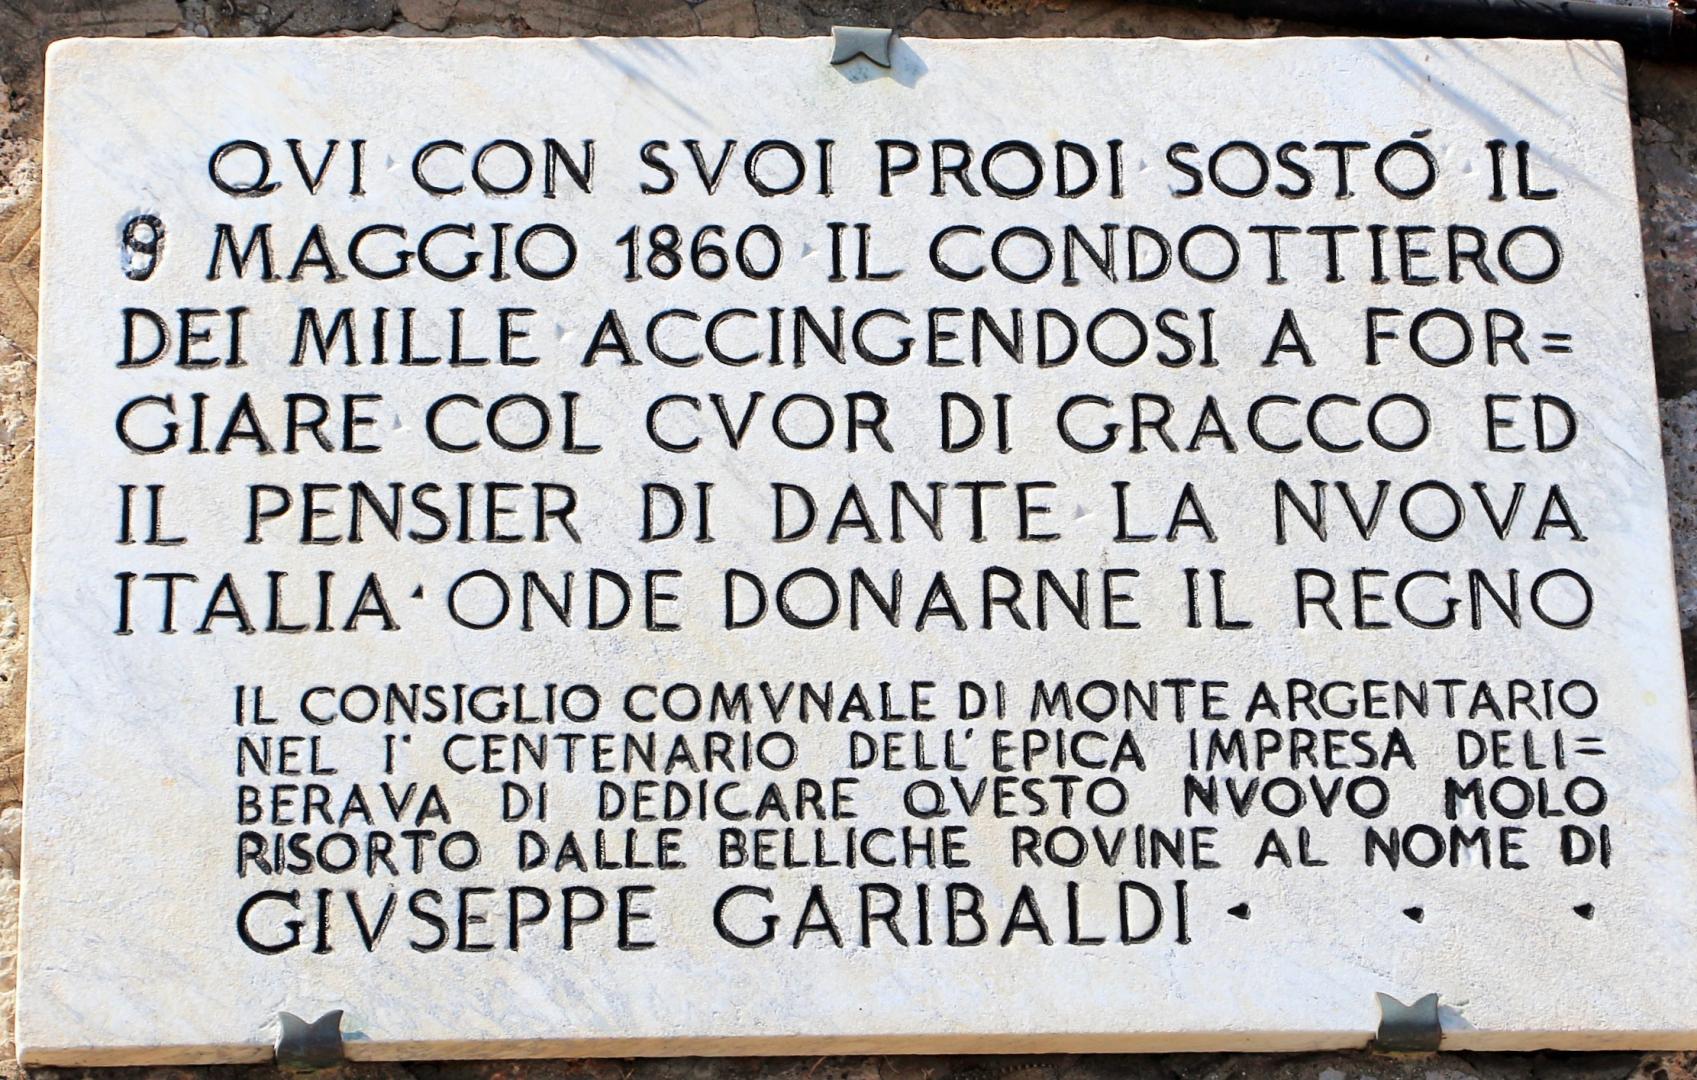 QVI CON SVOI PRODI SOSTÓ IL
9 MAGGIO 1860 IL CONDOTTIERO
DEI MILLE ACCINGENDOSI A FOR=
GIARE COL CVOR DI GRACCO ED
IL PENSIER DI DANTE LA NVOVA
ITALIA · ONDE DONARNE IL REGNO
IL CONSIGLIO COMVNALE DI MONTE ARGENTARIO
NEL I° CENTENARIO DELL'EPICA IMPRESA DELI=
BERAVA DI DEDICARE QVESTO NVOVO MOLO
RISORTO DALLE BELLICHE ROVINE AL NOME DI
GIVSEPPE GARIBALDI · · ·